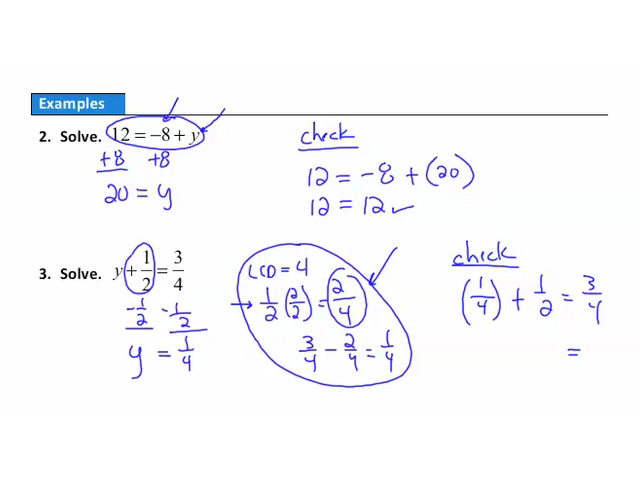 Examples
2. Solve. 12 = −8 + y
+8 +8
20 = y
check
12 = -8 + (20)
12 = 12 ✓
3. Solve. y + 1/2 = 3/4
-1/2 -1/2
y = 1/4
LCD = 4
→ 1/2 (2/2) = 2/4
3/4 - 2/4 = 1/4
check
(1/4) + 1/2 = 3/4
=